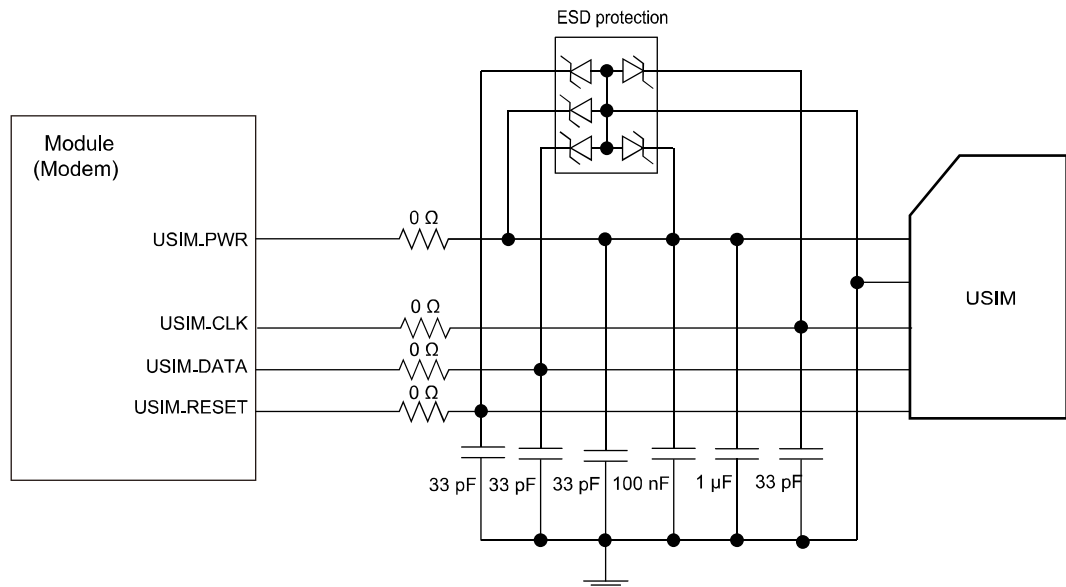 ESD protection
Module
(Modem)
0 Ω
USIM_PWR
USIM
0 Ω
USIM_CLK
0 Ω
USIM_DATA
0 Ω
USIM_RESET
33 pF 33 pF 33 pF 100 nF 1 µF 33 pF